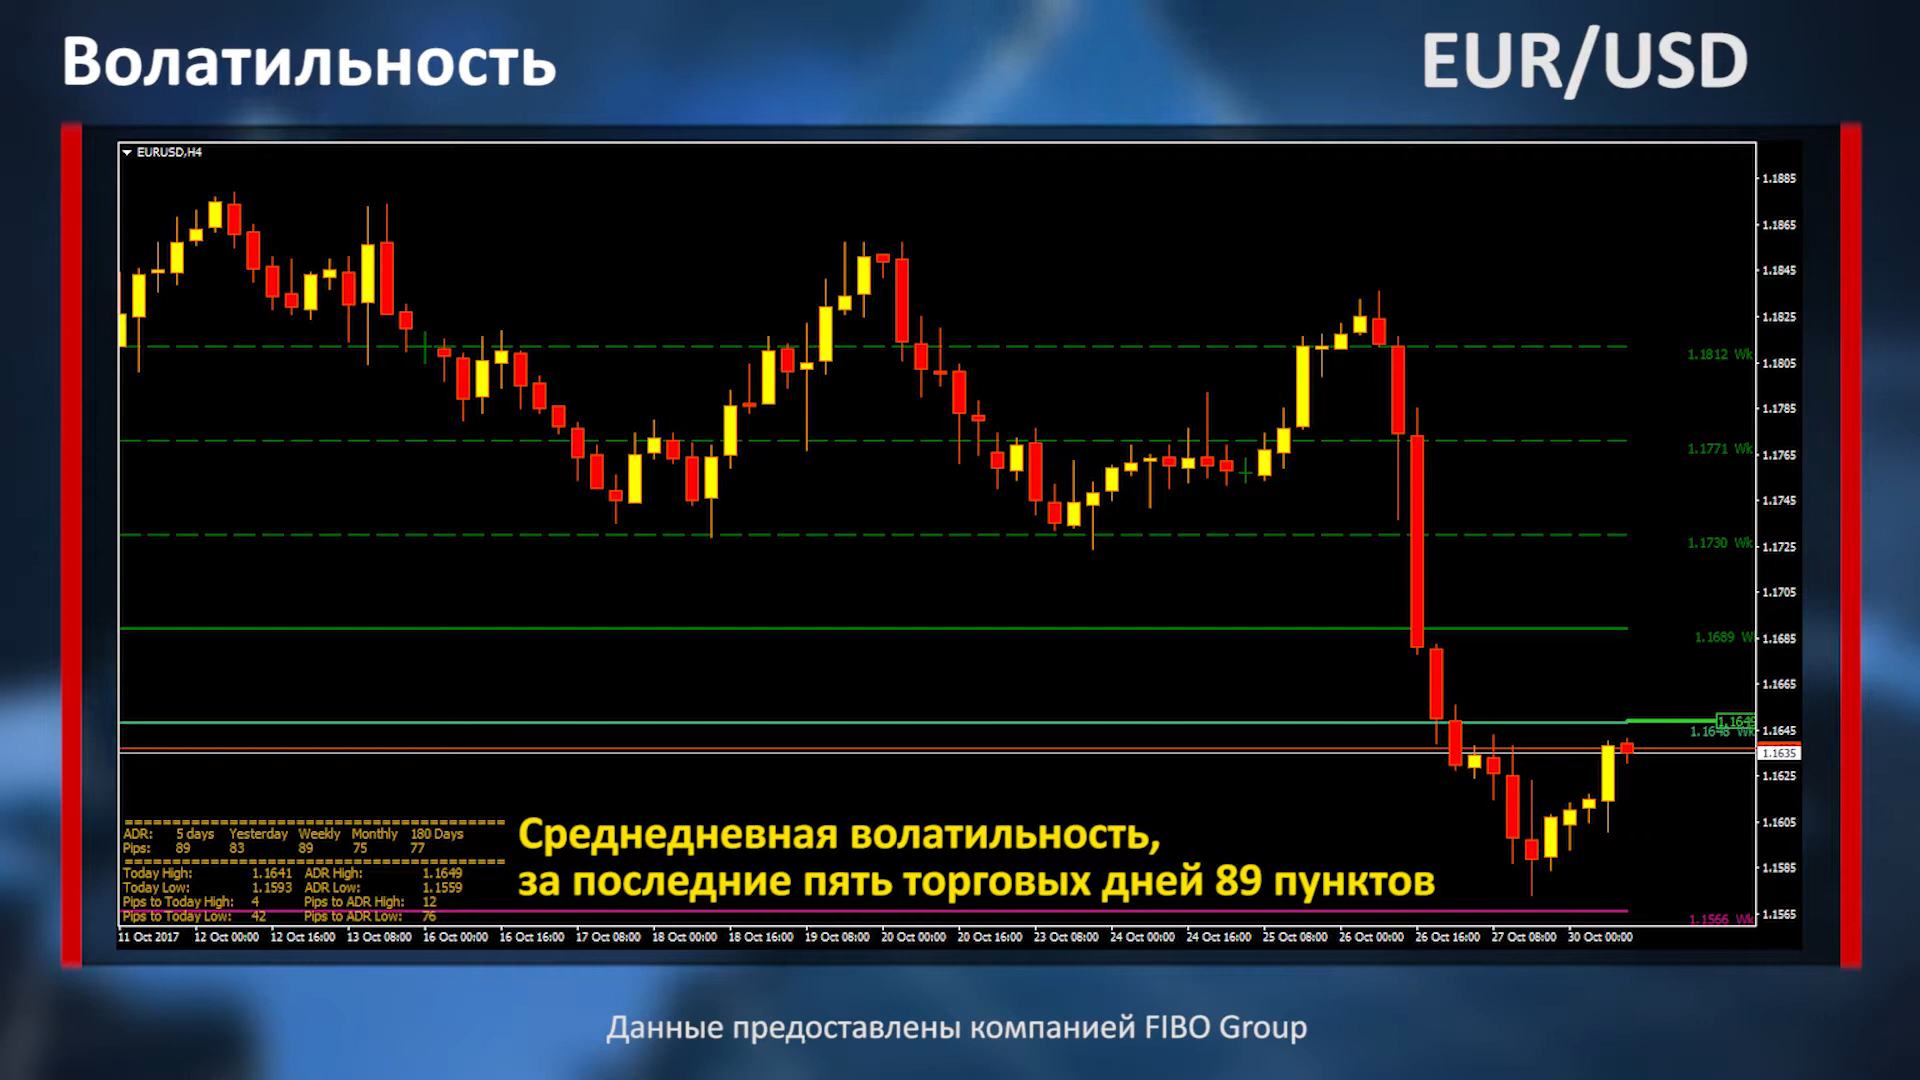 Волатильность
EUR/USD
EURUSD,H4
1.1885
1.1865
1.1845
1.1825
1.1812 Wk
1.1805
1.1785
1.1771 Wk
1.1765
1.1745
1.1730 Wk
1.1725
1.1705
1.1689 W
1.1685
1.1665
1.1649
1.1648 Wk
1.1645
1.1635
1.1625
1.1605
1.1585
1.1566 Wk
1.1565
ADR: 5 days Yesterday Weekly Monthly 180 Days
Pips: 89 83 89 75 77
Today High: 1.1641 ADR High: 1.1649
Today Low: 1.1593 ADR Low: 1.1559
Pips to Today High: 4 Pips to ADR High: 12
Pips to Today Low: 42 Pips to ADR Low: 76
Среднедневная волатильность,
за последние пять торговых дней 89 пунктов
11 Oct 2017 12 Oct 00:00 12 Oct 16:00 13 Oct 08:00 16 Oct 00:00 16 Oct 16:00 17 Oct 08:00 18 Oct 00:00 18 Oct 16:00 19 Oct 08:00 20 Oct 00:00 20 Oct 16:00 23 Oct 08:00 24 Oct 00:00 24 Oct 16:00 25 Oct 08:00 26 Oct 00:00 26 Oct 16:00 27 Oct 08:00 30 Oct 00:00
Данные предоставлены компанией FIBO Group